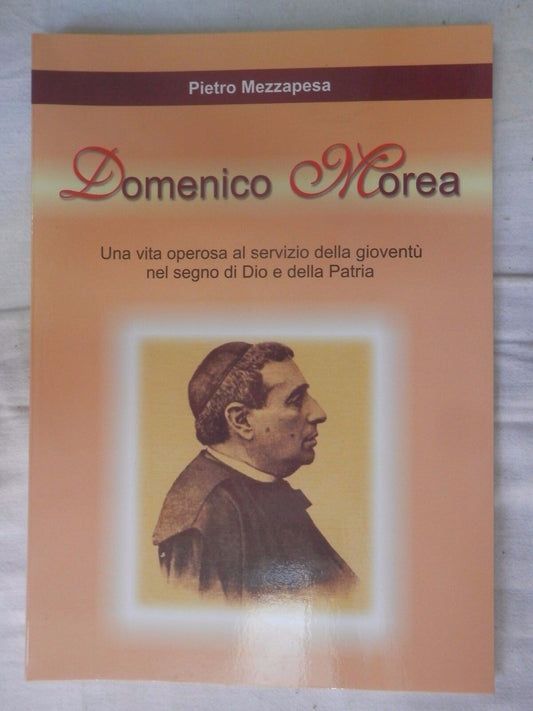 Pietro Mezzapesa
Domenico Morea
Una vita operosa al servizio della gioventù
nel segno di Dio e della Patria